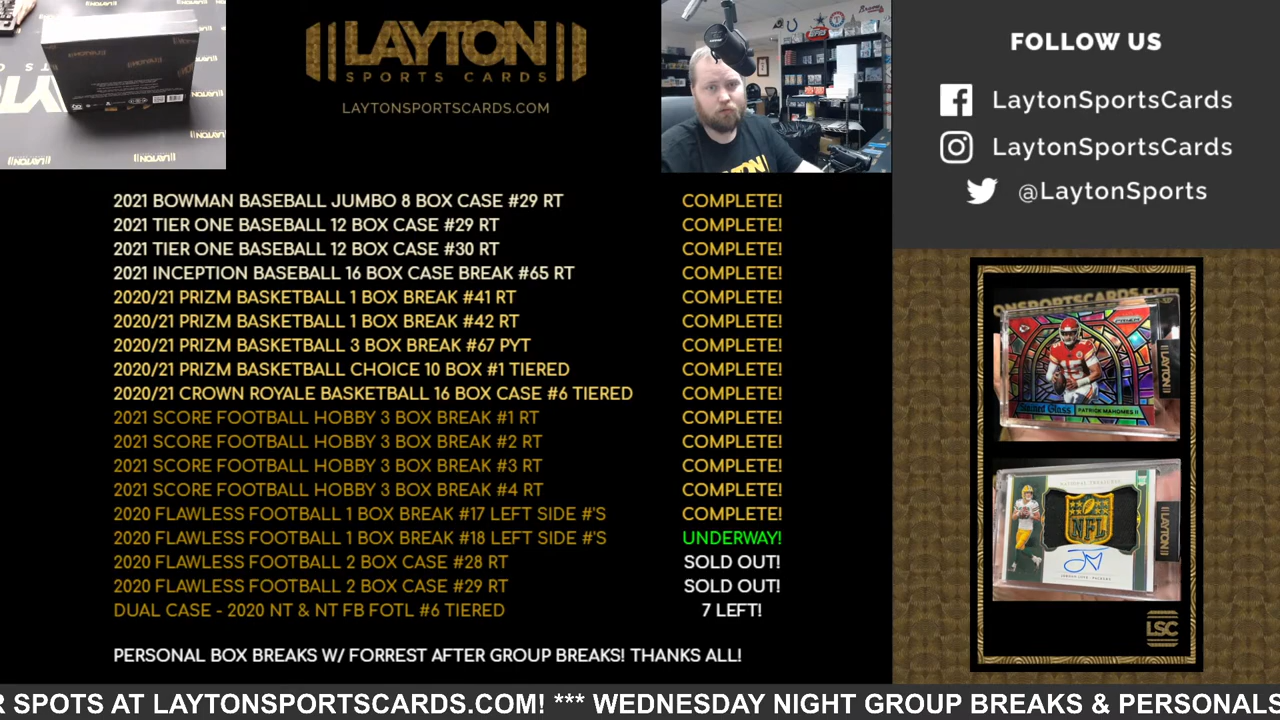 LAYTON
SPORTS CARDS
LAYTONSPORTSCARDS.COM
FOLLOW US
LaytonSportsCards
LaytonSportsCards
@LaytonSports
2021 BOWMAN BASEBALL JUMBO 8 BOX CASE #29 RT COMPLETE!
2021 TIER ONE BASEBALL 12 BOX CASE #29 RT COMPLETE!
2021 TIER ONE BASEBALL 12 BOX CASE #30 RT COMPLETE!
2021 INCEPTION BASEBALL 16 BOX CASE BREAK #65 RT COMPLETE!
2020/21 PRIZM BASKETBALL 1 BOX BREAK #41 RT COMPLETE!
2020/21 PRIZM BASKETBALL 1 BOX BREAK #42 RT COMPLETE!
2020/21 PRIZM BASKETBALL 3 BOX BREAK #67 PYT COMPLETE!
2020/21 PRIZM BASKETBALL CHOICE 10 BOX #1 TIERED COMPLETE!
2020/21 CROWN ROYALE BASKETBALL 16 BOX CASE #6 TIERED COMPLETE!
2021 SCORE FOOTBALL HOBBY 3 BOX BREAK #1 RT COMPLETE!
2021 SCORE FOOTBALL HOBBY 3 BOX BREAK #2 RT COMPLETE!
2021 SCORE FOOTBALL HOBBY 3 BOX BREAK #3 RT COMPLETE!
2021 SCORE FOOTBALL HOBBY 3 BOX BREAK #4 RT COMPLETE!
2020 FLAWLESS FOOTBALL 1 BOX BREAK #17 LEFT SIDE #'S COMPLETE!
2020 FLAWLESS FOOTBALL 1 BOX BREAK #18 LEFT SIDE #'S UNDERWAY!
2020 FLAWLESS FOOTBALL 2 BOX CASE #28 RT SOLD OUT!
2020 FLAWLESS FOOTBALL 2 BOX CASE #29 RT SOLD OUT!
DUAL CASE - 2020 NT & NT FB FOTL #6 TIERED 7 LEFT!
PERSONAL BOX BREAKS W/ FORREST AFTER GROUP BREAKS! THANKS ALL!
ONSPORTSCARDS.COM
PRIZM
Stained Glass PATRICK MAHOMES II
LAYTON
NATIONAL TREASURES
NFL
JORDAN LOVE - PACKERS
LAYTON
LSC
R SPOTS AT LAYTONSPORTSCARDS.COM! *** WEDNESDAY NIGHT GROUP BREAKS & PERSONALS